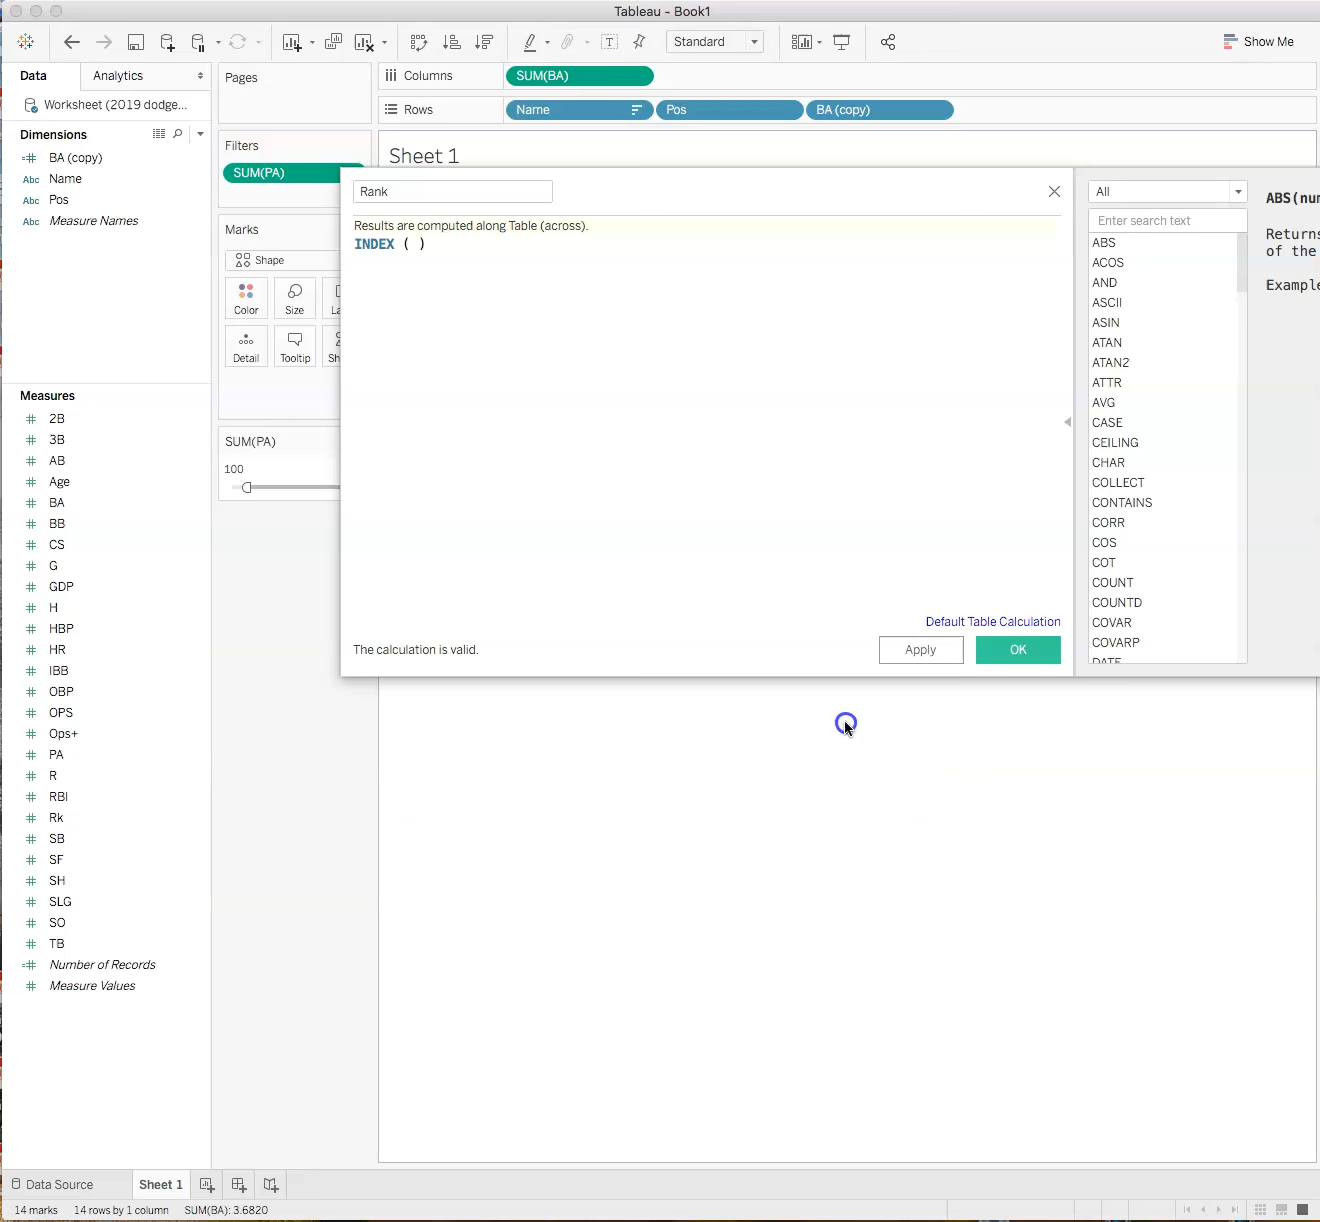 Tableau - Book1
Standard
Show Me
Data
Analytics
Pages
Columns
SUM(BA)
Worksheet (2019 dodge...
Rows
Name
Pos
BA (copy)
Dimensions
BA (copy)
Name
Pos
Measure Names
Filters
SUM(PA)
Sheet 1
Marks
Shape
Color
Size
La
Detail
Tooltip
Sh
SUM(PA)
100
Rank
Results are computed along Table (across).
INDEX ( )
Default Table Calculation
The calculation is valid.
Apply
OK
All
Enter search text
ABS
ACOS
AND
ASCII
ASIN
ATAN
ATAN2
ATTR
AVG
CASE
CEILING
CHAR
COLLECT
CONTAINS
CORR
COS
COT
COUNT
COUNTD
COVAR
COVARP
DATE
ABS(num
Returns
of the
Example
Measures
2B
3B
AB
Age
BA
BB
CS
G
GDP
H
HBP
HR
IBB
OBP
OPS
Ops+
PA
R
RBI
Rk
SB
SF
SH
SLG
SO
TB
Number of Records
Measure Values
Data Source
Sheet 1
14 marks
14 rows by 1 column
SUM(BA): 3.6820